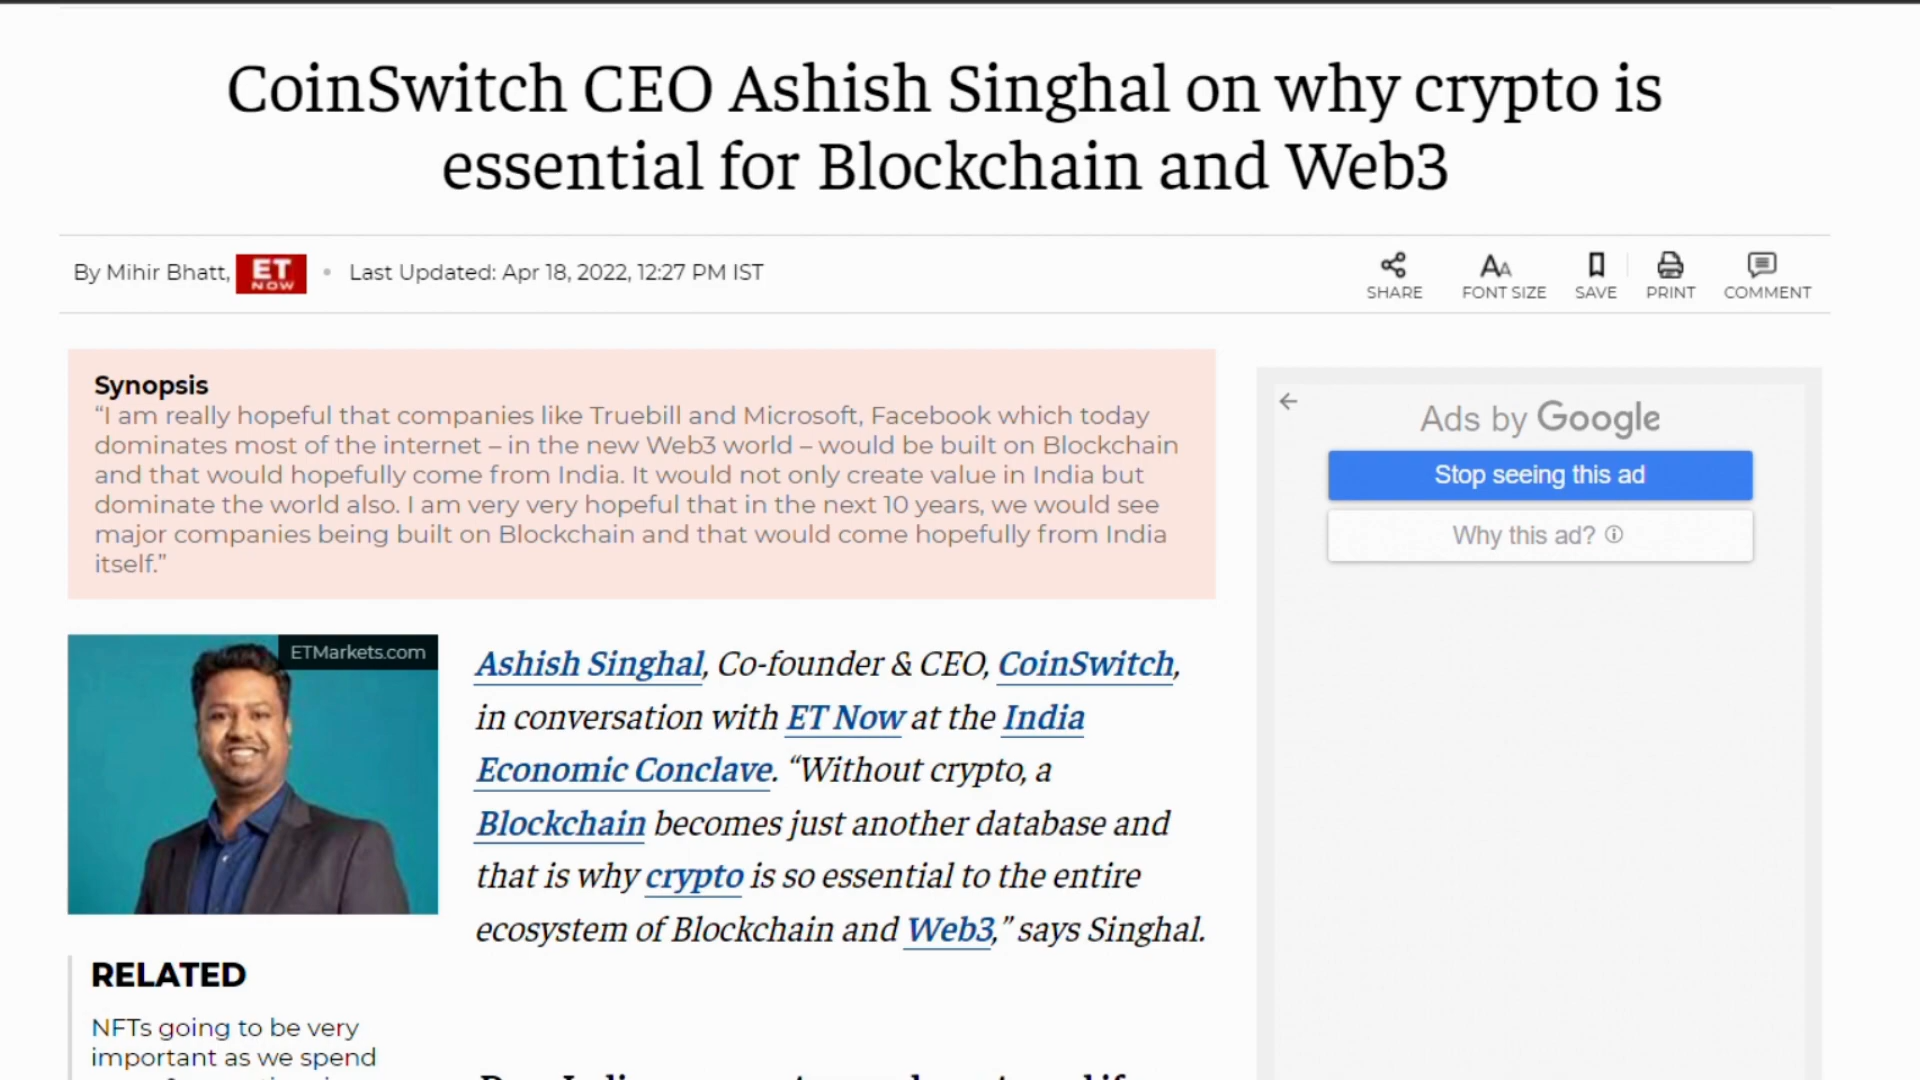 CoinSwitch CEO Ashish Singhal on why crypto is
essential for Blockchain and Web3
By Mihir Bhatt, ET NOW • Last Updated: Apr 18, 2022, 12:27 PM IST
SHARE
FONT SIZE
SAVE
PRINT
COMMENT
Synopsis
“I am really hopeful that companies like Truebill and Microsoft, Facebook which today
dominates most of the internet – in the new Web3 world – would be built on Blockchain
and that would hopefully come from India. It would not only create value in India but
dominate the world also. I am very very hopeful that in the next 10 years, we would see
major companies being built on Blockchain and that would come hopefully from India
itself.”
Ads by Google
Stop seeing this ad
Why this ad?
ETMarkets.com
Ashish Singhal, Co-founder & CEO, CoinSwitch,
in conversation with ET Now at the India
Economic Conclave. “Without crypto, a
Blockchain becomes just another database and
that is why crypto is so essential to the entire
ecosystem of Blockchain and Web3,” says Singhal.
RELATED
NFTs going to be very
important as we spend